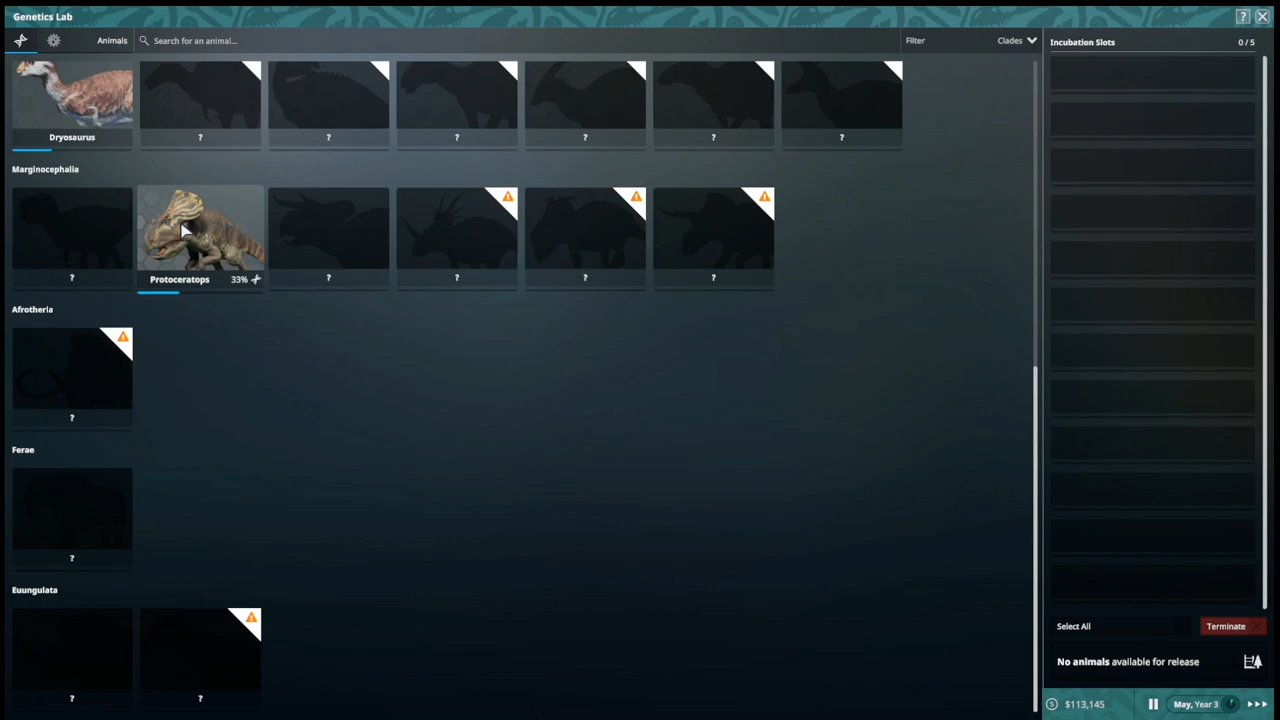 Genetics Lab
?
Animals
Search for an animal...
Filter
Clades
Incubation Slots
0 / 5
Dryosaurus
?
?
?
?
?
?
Marginocephalia
?
Protoceratops 33%
?
?
?
?
Afrotheria
?
Ferae
?
Euungulata
?
?
Select All
Terminate
No animals available for release
$113,145
May, Year 3